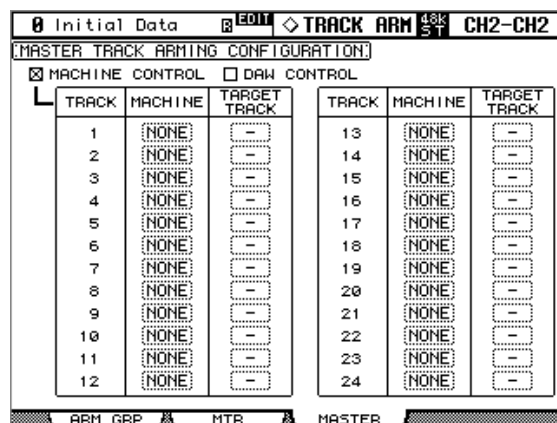 0 Initial Data R EDIT ◇TRACK ARM 48k ST CH2-CH2
MASTER TRACK ARMING CONFIGURATION
☒ MACHINE CONTROL ☐ DAW CONTROL
TRACK MACHINE TARGET TRACK TRACK MACHINE TARGET TRACK
1 NONE - 13 NONE -
2 NONE - 14 NONE -
3 NONE - 15 NONE -
4 NONE - 16 NONE -
5 NONE - 17 NONE -
6 NONE - 18 NONE -
7 NONE - 19 NONE -
8 NONE - 20 NONE -
9 NONE - 21 NONE -
10 NONE - 22 NONE -
11 NONE - 23 NONE -
12 NONE - 24 NONE -
ARM GRP MTR MASTER